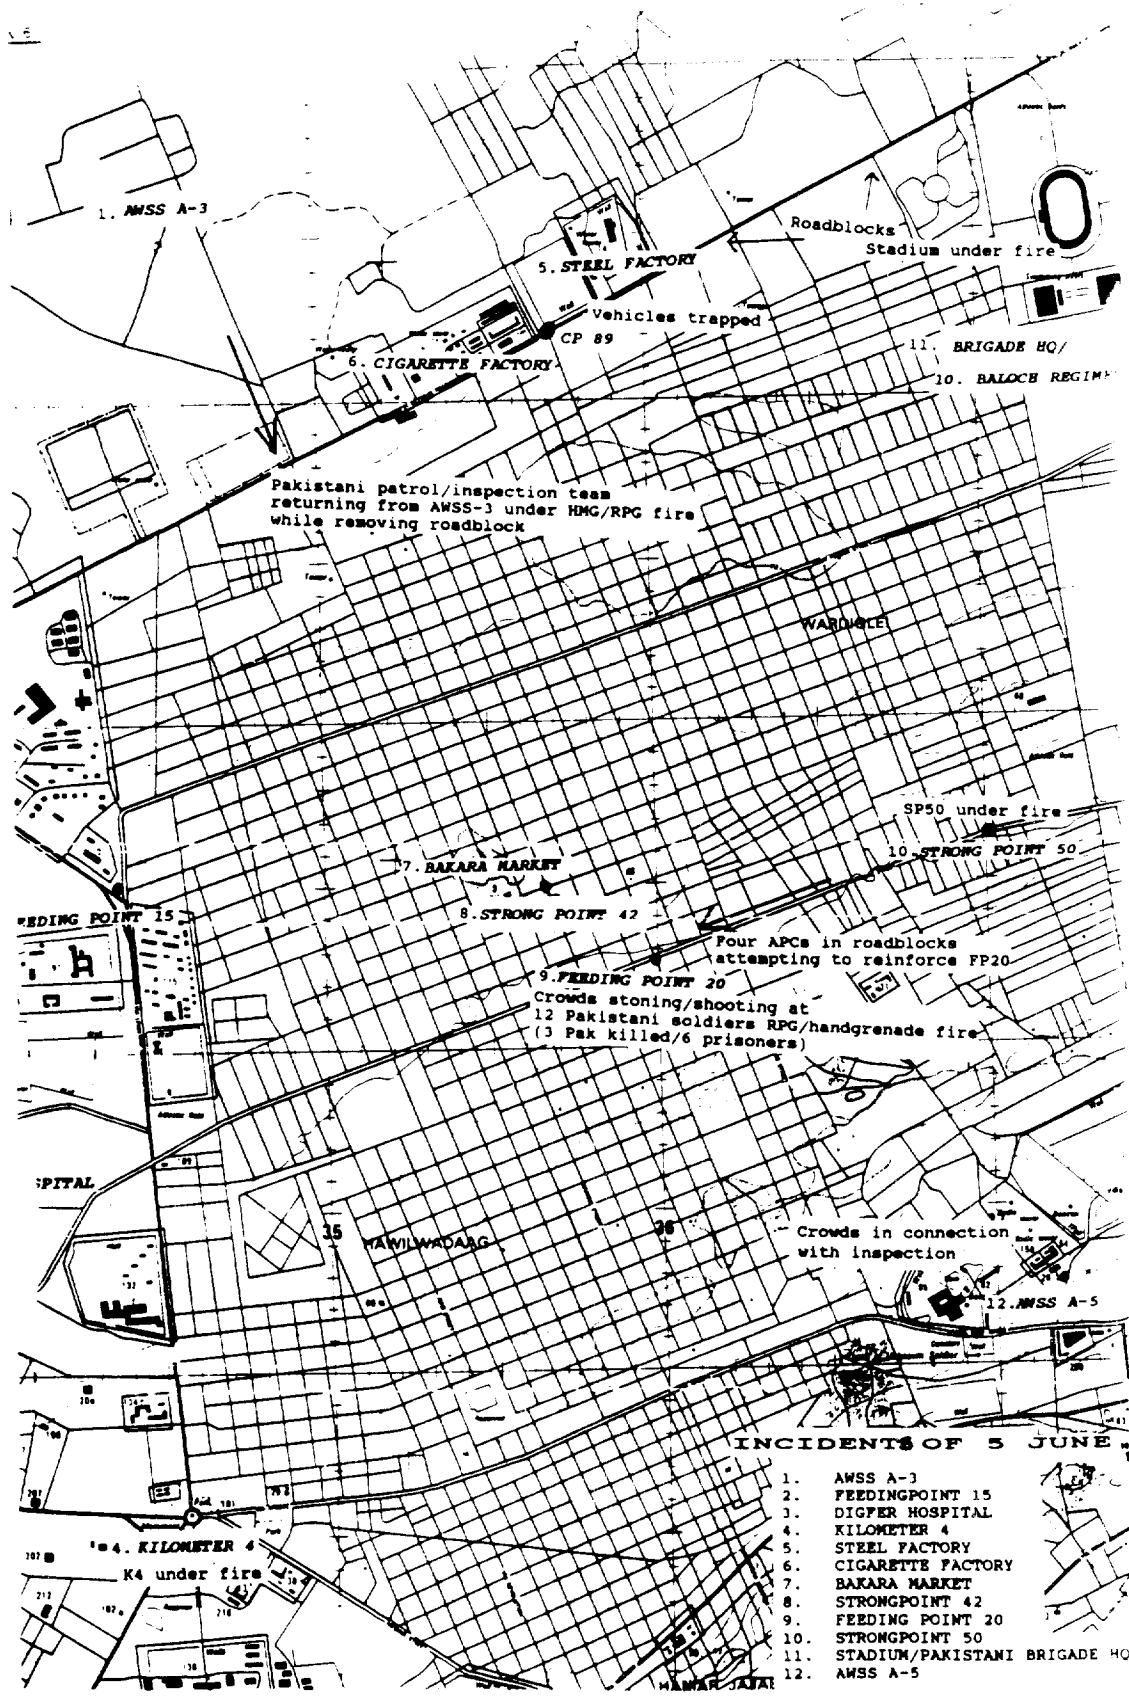 1. AWSS A-3
Roadblocks
Stadium under fire
5. STEEL FACTORY
Vehicles trapped
CP 89
6. CIGARETTE FACTORY
11. BRIGADE HQ/
10. BALOCH REGIME
Pakistani patrol/inspection team
returning from AWSS-3 under HMG/RPG fire
while removing roadblock
Tower
WARDIGLEI
SP50 under fire
10. STRONG POINT 50
7. BAKARA MARKET
8. STRONG POINT 42
EEDING POINT 15
Four APCs in roadblocks
attempting to reinforce FP20
9. FEEDING POINT 20
Crowds stoning/shooting at
12 Pakistani soldiers RPG/handgrenade fire
(3 Pak killed/6 prisoners)
SPITAL
35
HAWILWADAAG
36
Crowds in connection
with inspection
12. AWSS A-5
4. KILOMETER 4
K4 under fire
INCIDENTS OF 5 JUNE
1. AWSS A-3
2. FEEDINGPOINT 15
3. DIGFER HOSPITAL
4. KILOMETER 4
5. STEEL FACTORY
6. CIGARETTE FACTORY
7. BAKARA MARKET
8. STRONGPOINT 42
9. FEEDING POINT 20
10. STRONGPOINT 50
11. STADIUM/PAKISTANI BRIGADE HQ
12. AWSS A-5